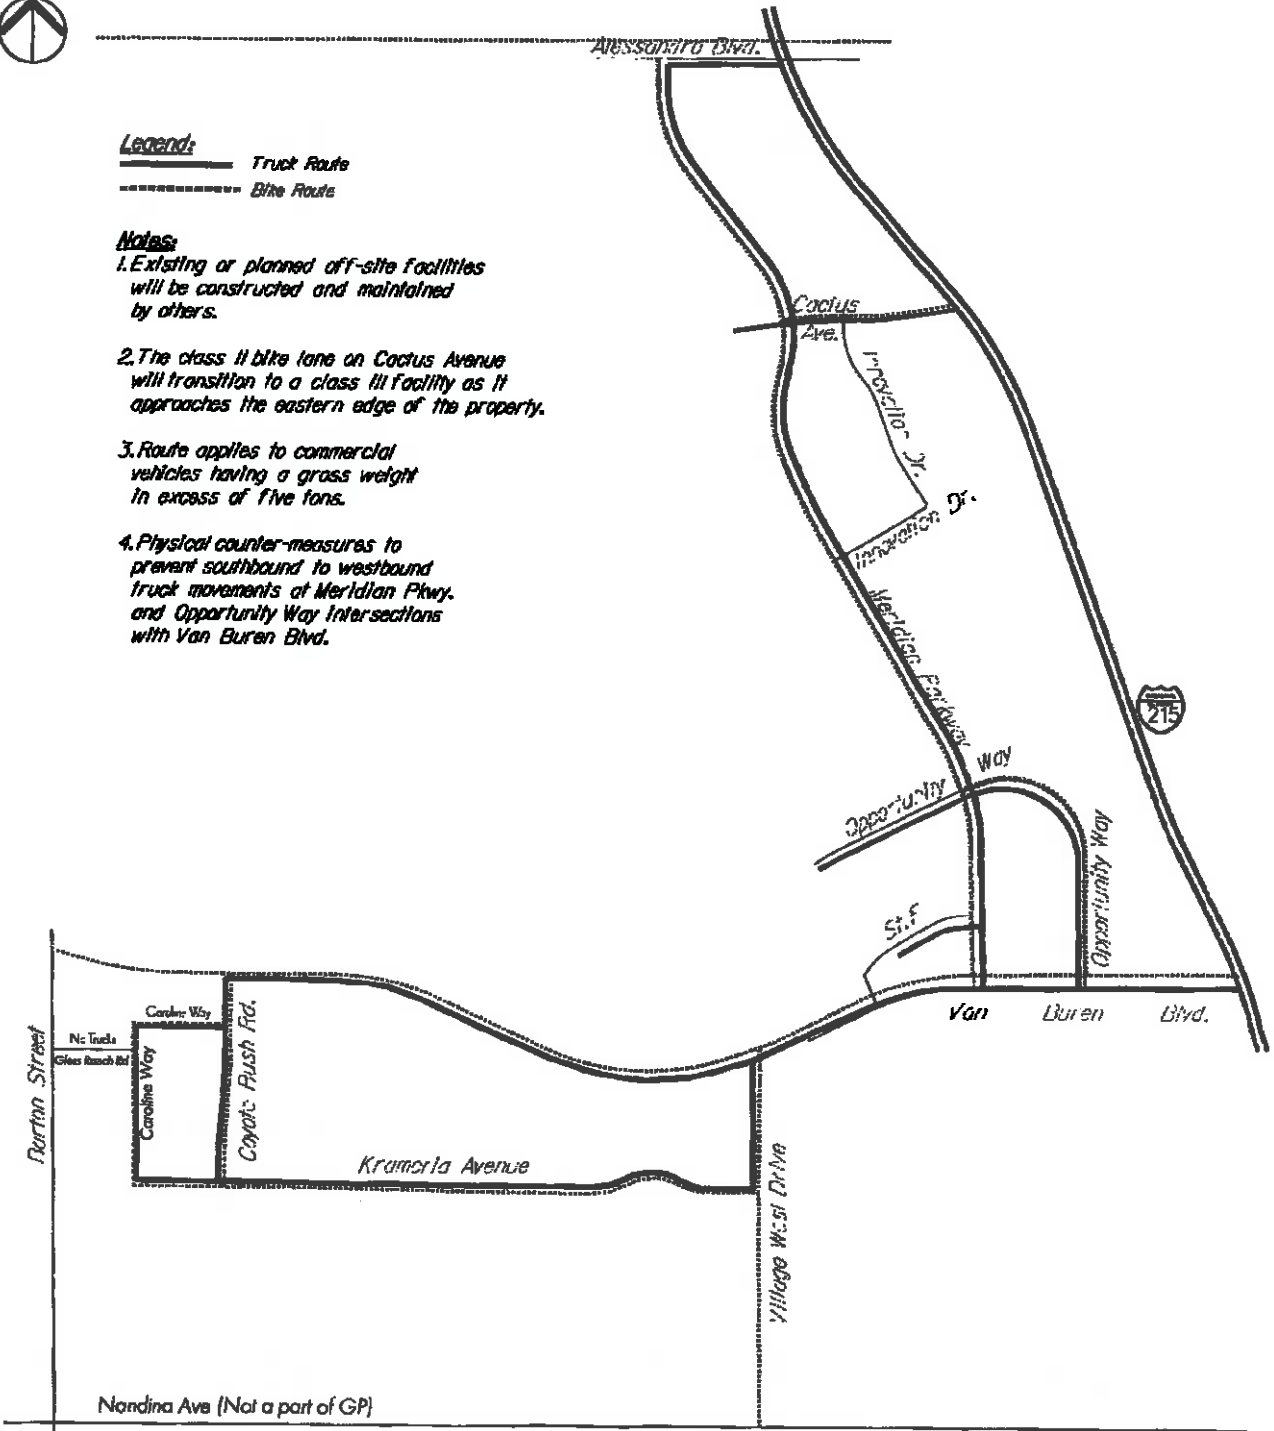 Alessandro Blvd.
Legend:
Truck Route
Bike Route
Notes:
1. Existing or planned off-site facilities
will be constructed and maintained
by others.
2. The class II bike lane on Cactus Avenue
will transition to a class III facility as it
approaches the eastern edge of the property.
3. Route applies to commercial
vehicles having a gross weight
in excess of five tons.
4. Physical counter-measures to
prevent southbound to westbound
truck movements at Meridian Pkwy.
and Opportunity Way intersections
with Van Buren Blvd.
Cactus
Ave.
Innovation Dr.
Innovation Dr.
Meridian Parkway
215
Opportunity Way
Opportunity Way
St.F
Van Buren Blvd.
Caroline Way
No Trucks
Caroline Way
Coyote Bush Rd.
Barton Street
Krameria Avenue
Village West Drive
Nandina Ave (Not a part of GP)